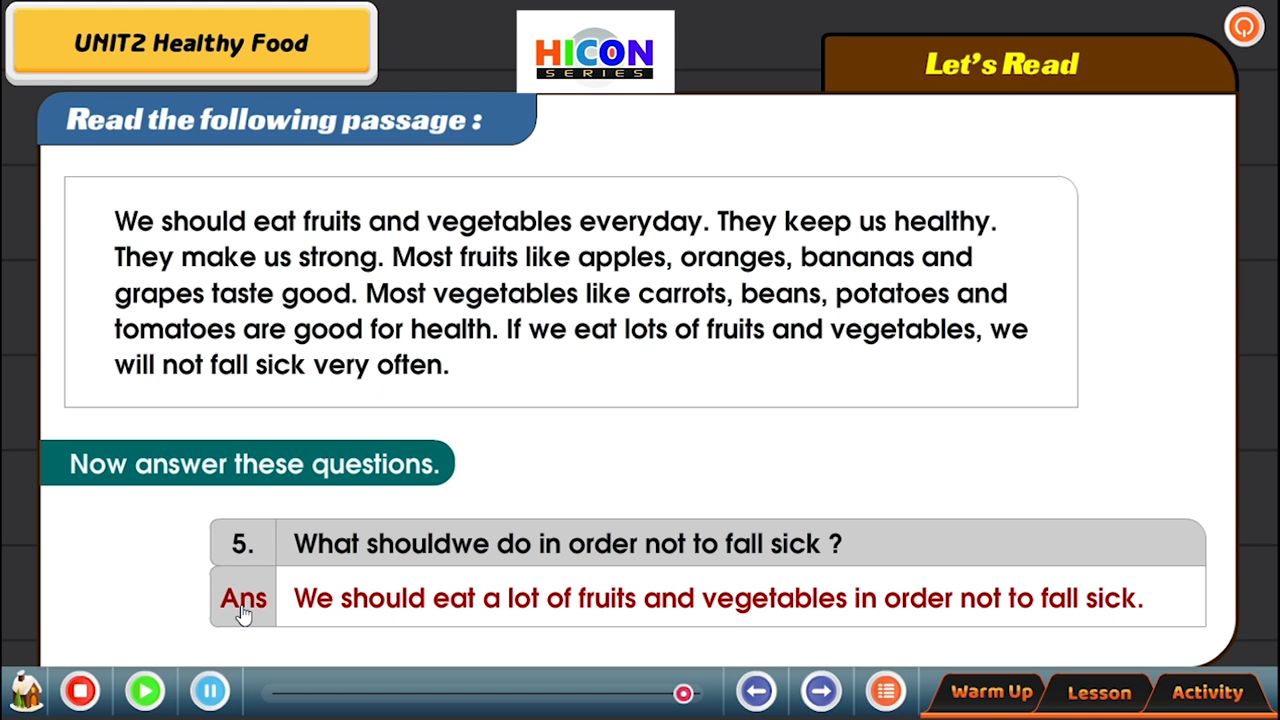 UNIT2 Healthy Food
HICON
SERIES
Let's Read
Read the following passage :
We should eat fruits and vegetables everyday. They keep us healthy.
They make us strong. Most fruits like apples, oranges, bananas and
grapes taste good. Most vegetables like carrots, beans, potatoes and
tomatoes are good for health. If we eat lots of fruits and vegetables, we
will not fall sick very often.
Now answer these questions.
5. What shouldwe do in order not to fall sick ?
Ans We should eat a lot of fruits and vegetables in order not to fall sick.
Warm Up Lesson Activity